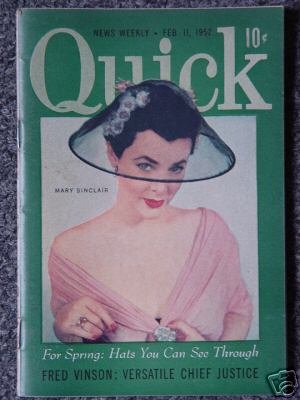 NEWS WEEKLY • FEB. 11, 1952
Quick
10¢
MARY SINCLAIR
For Spring: Hats You Can See Through
FRED VINSON: VERSATILE CHIEF JUSTICE